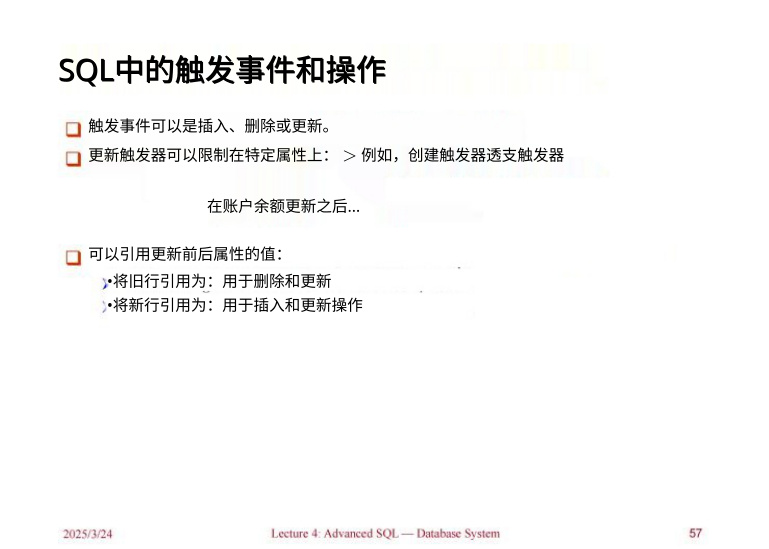 SQL中的触发事件和操作
触发事件可以是插入、删除或更新。
更新触发器可以限制在特定属性上： > 例如，创建触发器透支触发器
在账户余额更新之后...
可以引用更新前后属性的值：
•将旧行引用为：用于删除和更新
•将新行引用为：用于插入和更新操作
2025/3/24 Lecture 4: Advanced SQL — Database System 57